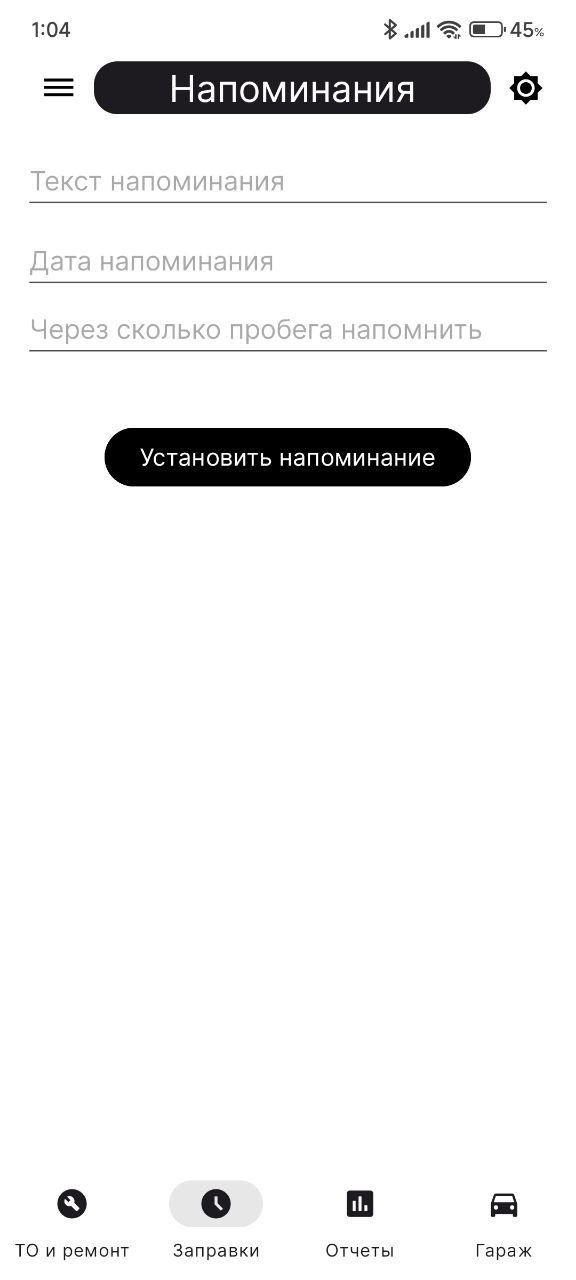 1:04 45%
Напоминания
Текст напоминания
Дата напоминания
Через сколько пробега напомнить
Установить напоминание
ТО и ремонт Заправки Отчеты Гараж